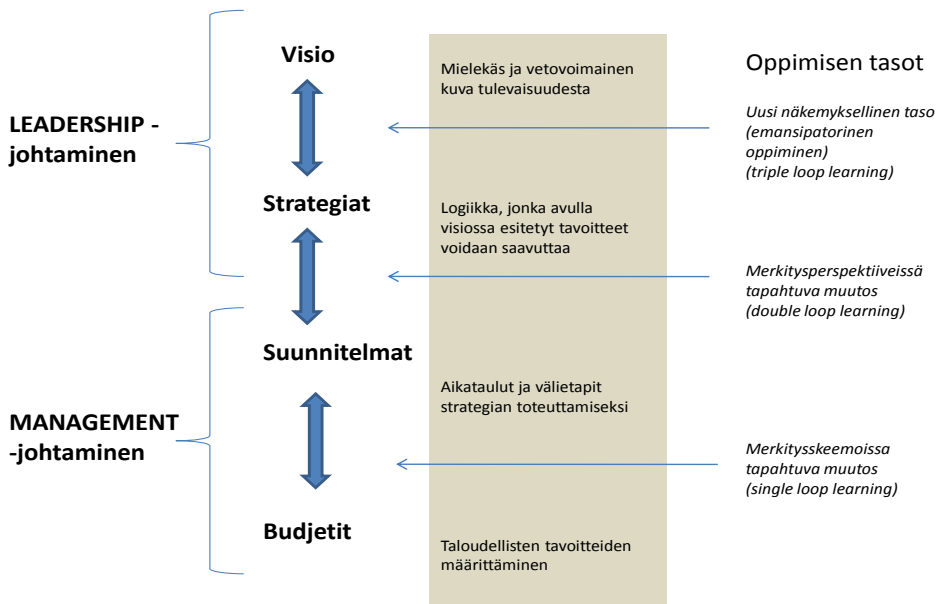 LEADERSHIP -
johtaminen
MANAGEMENT
-johtaminen
Visio
Strategiat
Suunnitelmat
Budjetit
Mielekäs ja vetovoimainen
kuva tulevaisuudesta
Logiikka, jonka avulla
visiossa esitetyt tavoitteet
voidaan saavuttaa
Aikataulut ja välietapit
strategian toteuttamiseksi
Taloudellisten tavoitteiden
määrittäminen
Oppimisen tasot
Uusi näkemyksellinen taso
(emansipatorinen
oppiminen)
(triple loop learning)
Merkitysperspektiiveissä
tapahtuva muutos
(double loop learning)
Merkitysskeemoissa
tapahtuva muutos
(single loop learning)